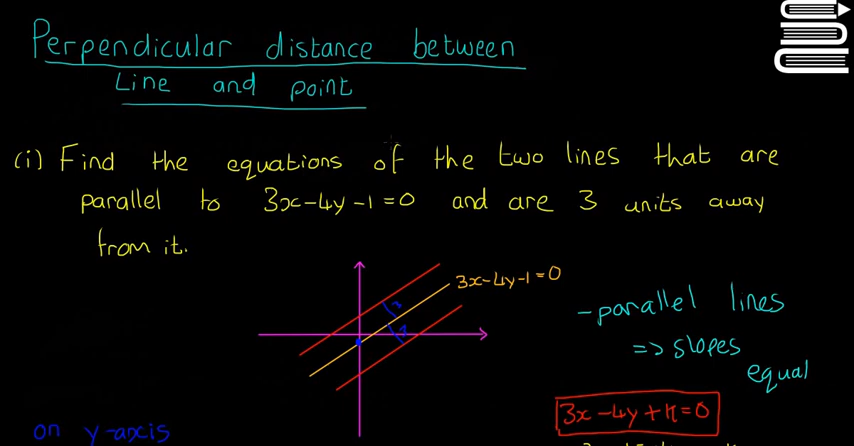 Perpendicular distance between
Line and point
(i) Find the equations of the two lines that are
parallel to 3x-4y-1=0 and are 3 units away
from it.
3x-4y-1=0
3
3
-parallel lines
=> slopes
equal
3x-4y+k=0
on y-axis